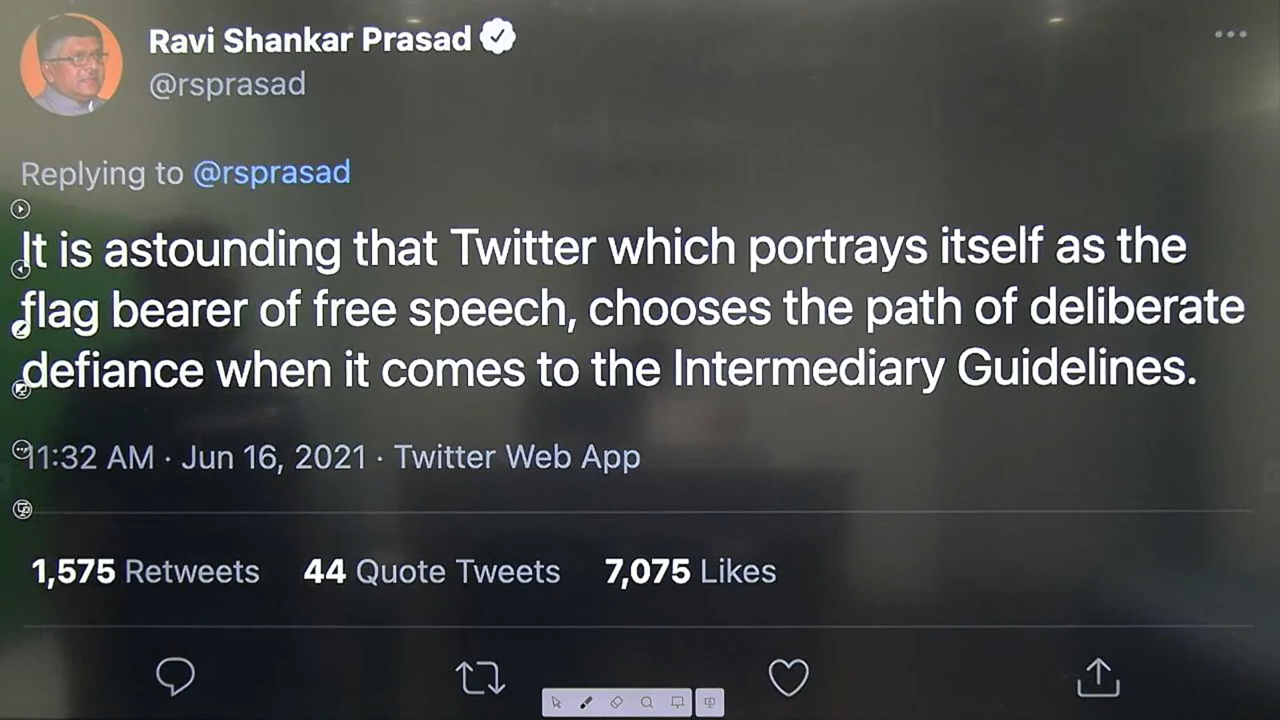 Ravi Shankar Prasad
@rsprasad
Replying to @rsprasad
It is astounding that Twitter which portrays itself as the
flag bearer of free speech, chooses the path of deliberate
defiance when it comes to the Intermediary Guidelines.
11:32 AM · Jun 16, 2021 · Twitter Web App
1,575 Retweets 44 Quote Tweets 7,075 Likes